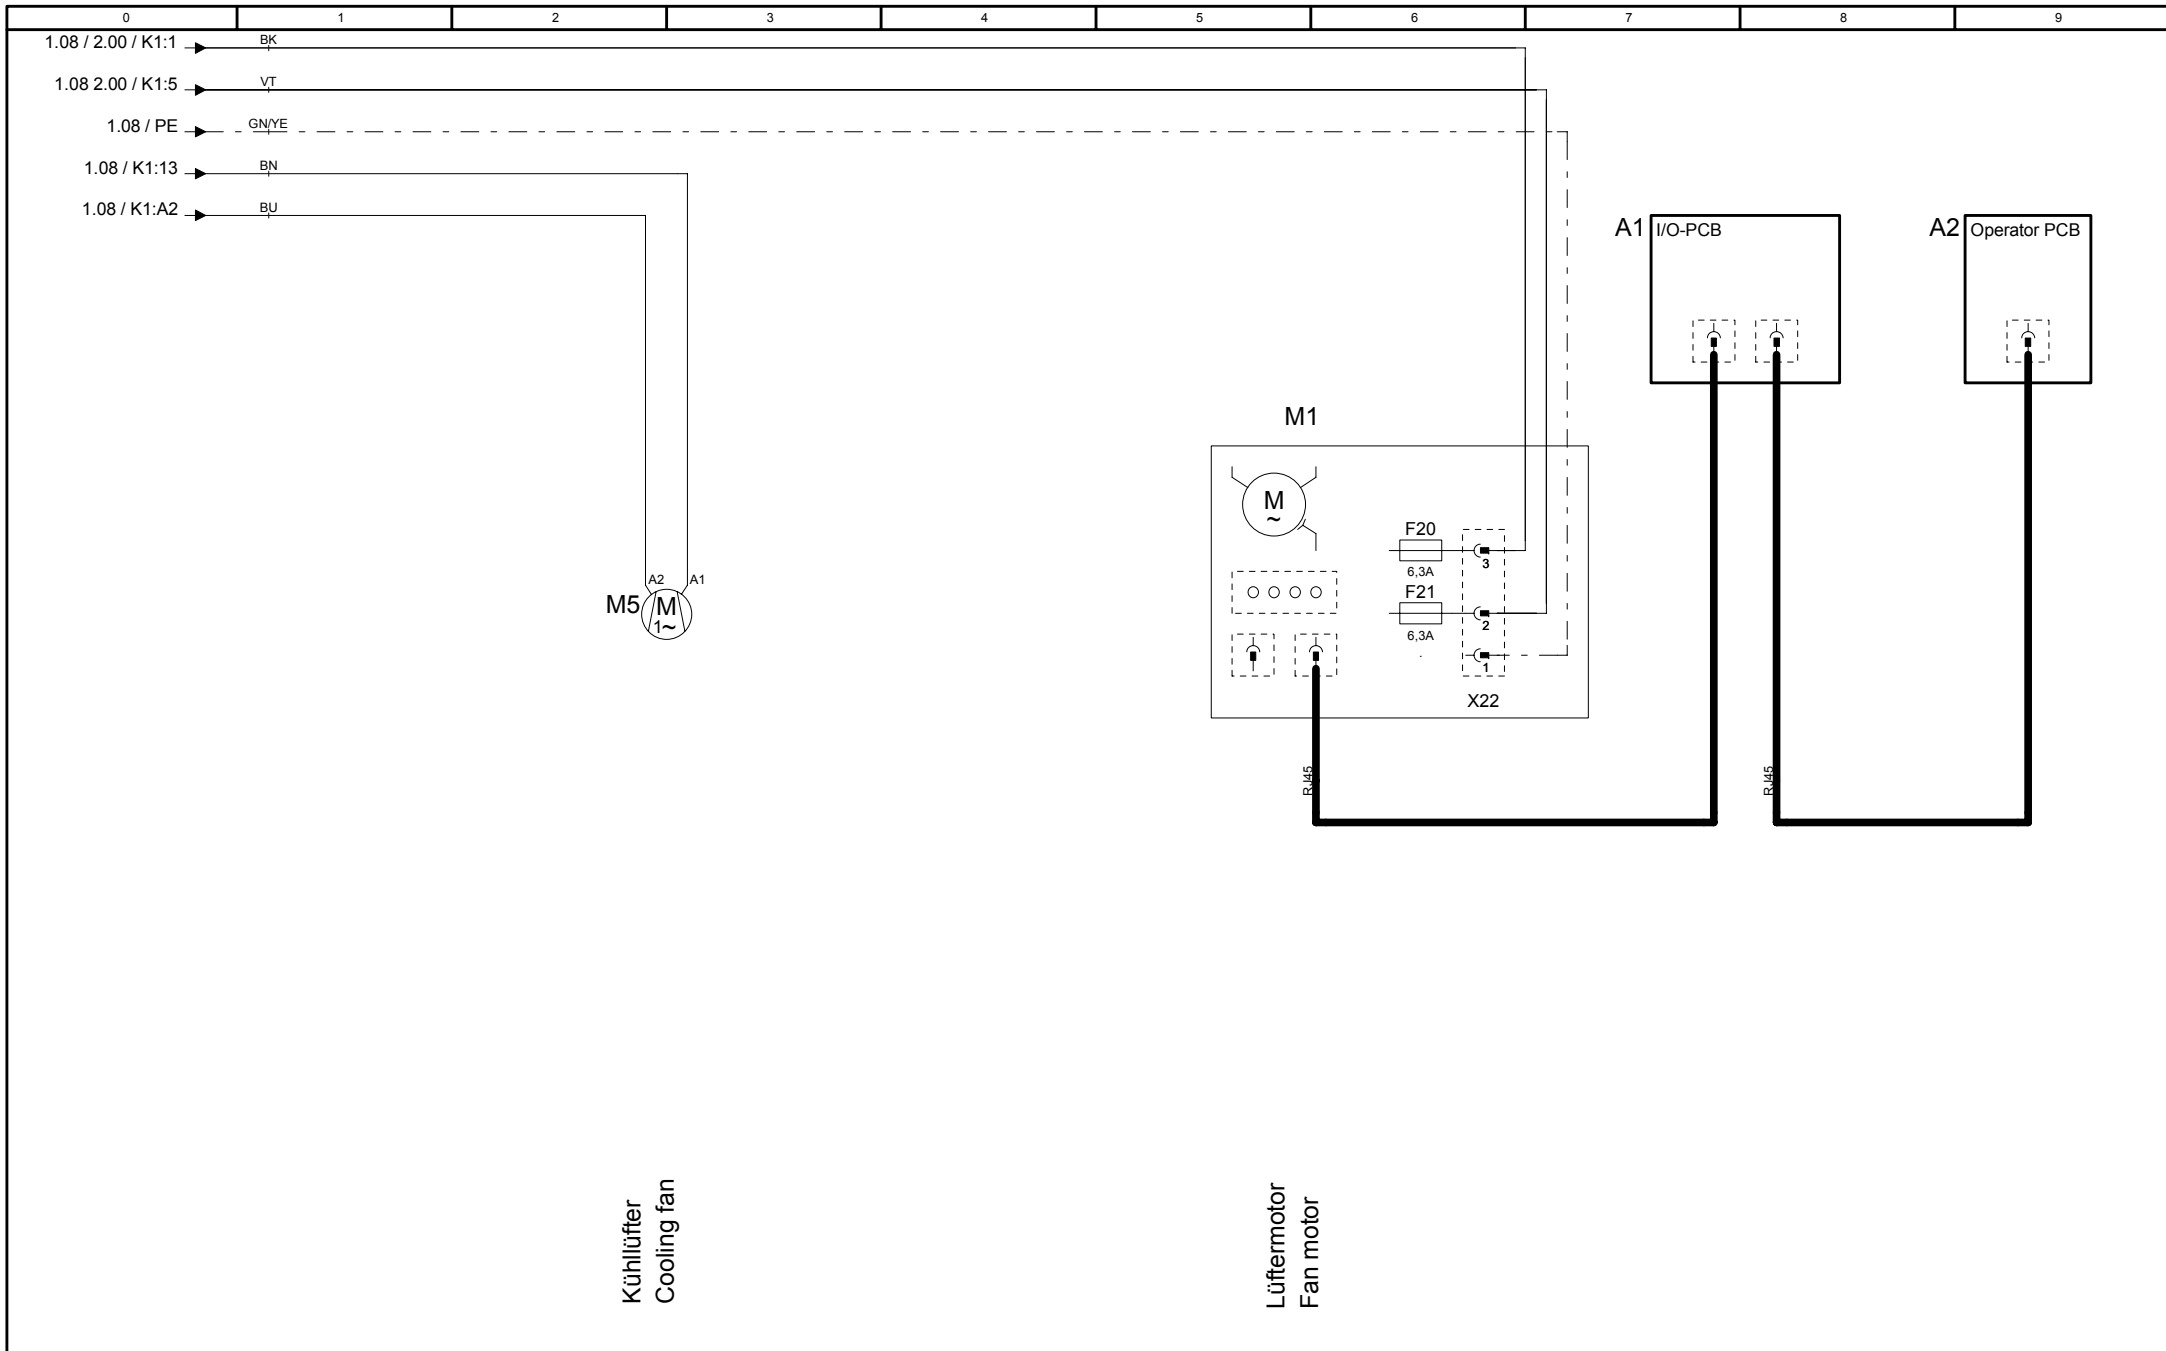 0 1 2 3 4 5 6 7 8 9
1.08 / 2.00 / K1:1 BK
1.08 2.00 / K1:5 VT
1.08 / PE GN/YE
1.08 / K1:13 BN
1.08 / K1:A2 BU
A1 I/O-PCB
A2 Operator PCB
M1
M
~
F20
3
6,3A
F21
2
6,3A
1
X22
A2 A1
M5 M
1~
RJ45
RJ45
Kühllüfter
Cooling fan
Lüftermotor
Fan motor